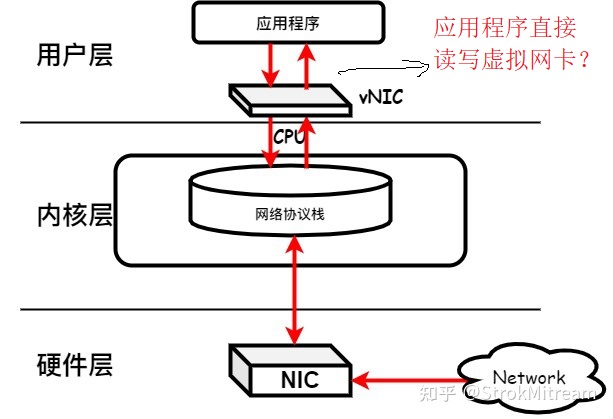 应用程序
应用程序直接
读写虚拟网卡?
用户层
vNIC
CPU
网络协议栈
内核层
硬件层
NIC
Network
知乎 @StrokMitream